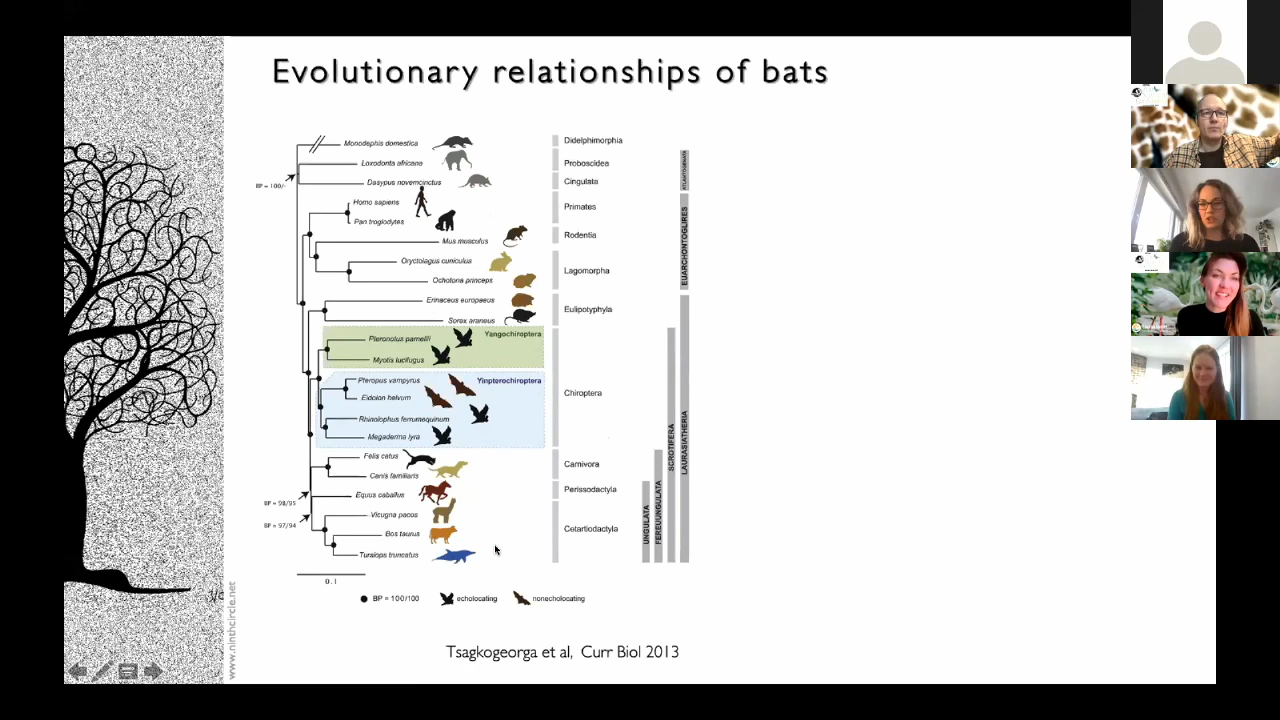 Evolutionary relationships of bats
Monodephis domestica
Didelphimorphia
Loxodonta africana
Proboscidea
BP = 100/-
Dasypus novemcinctus
Cingulata
Homo sapiens
Primates
Pan troglodytes
Mus musculus
Rodentia
Oryctolagus cuniculus
Lagomorpha
Ochotona princeps
EUARCHONTOGLIRES
Erinaceus europaeus
Eulipotyphla
Sorex araneus
Yangochiroptera
Pteronotus parnellii
Myotis lucifugus
Pteropus vampyrus
Yinpterochiroptera
Eidolon helvum
Chiroptera
Rhinolophus ferrumequinum
Megaderma lyra
SCROTIFERA
LAURASIATHERIA
Felis catus
Carnivora
Canis familiaris
Perissodactyla
Equus caballus
BP = 98/95
Vicugna pacos
UNGULATA
FEREUUNGULATA
BP = 97/94
Bos taurus
Cetartiodactyla
Tursiops truncatus
0.1
BP = 100/100
echolocating
nonecholocating
www.ninthcircle.net
Tsagkogeorga et al, Curr Biol 2013